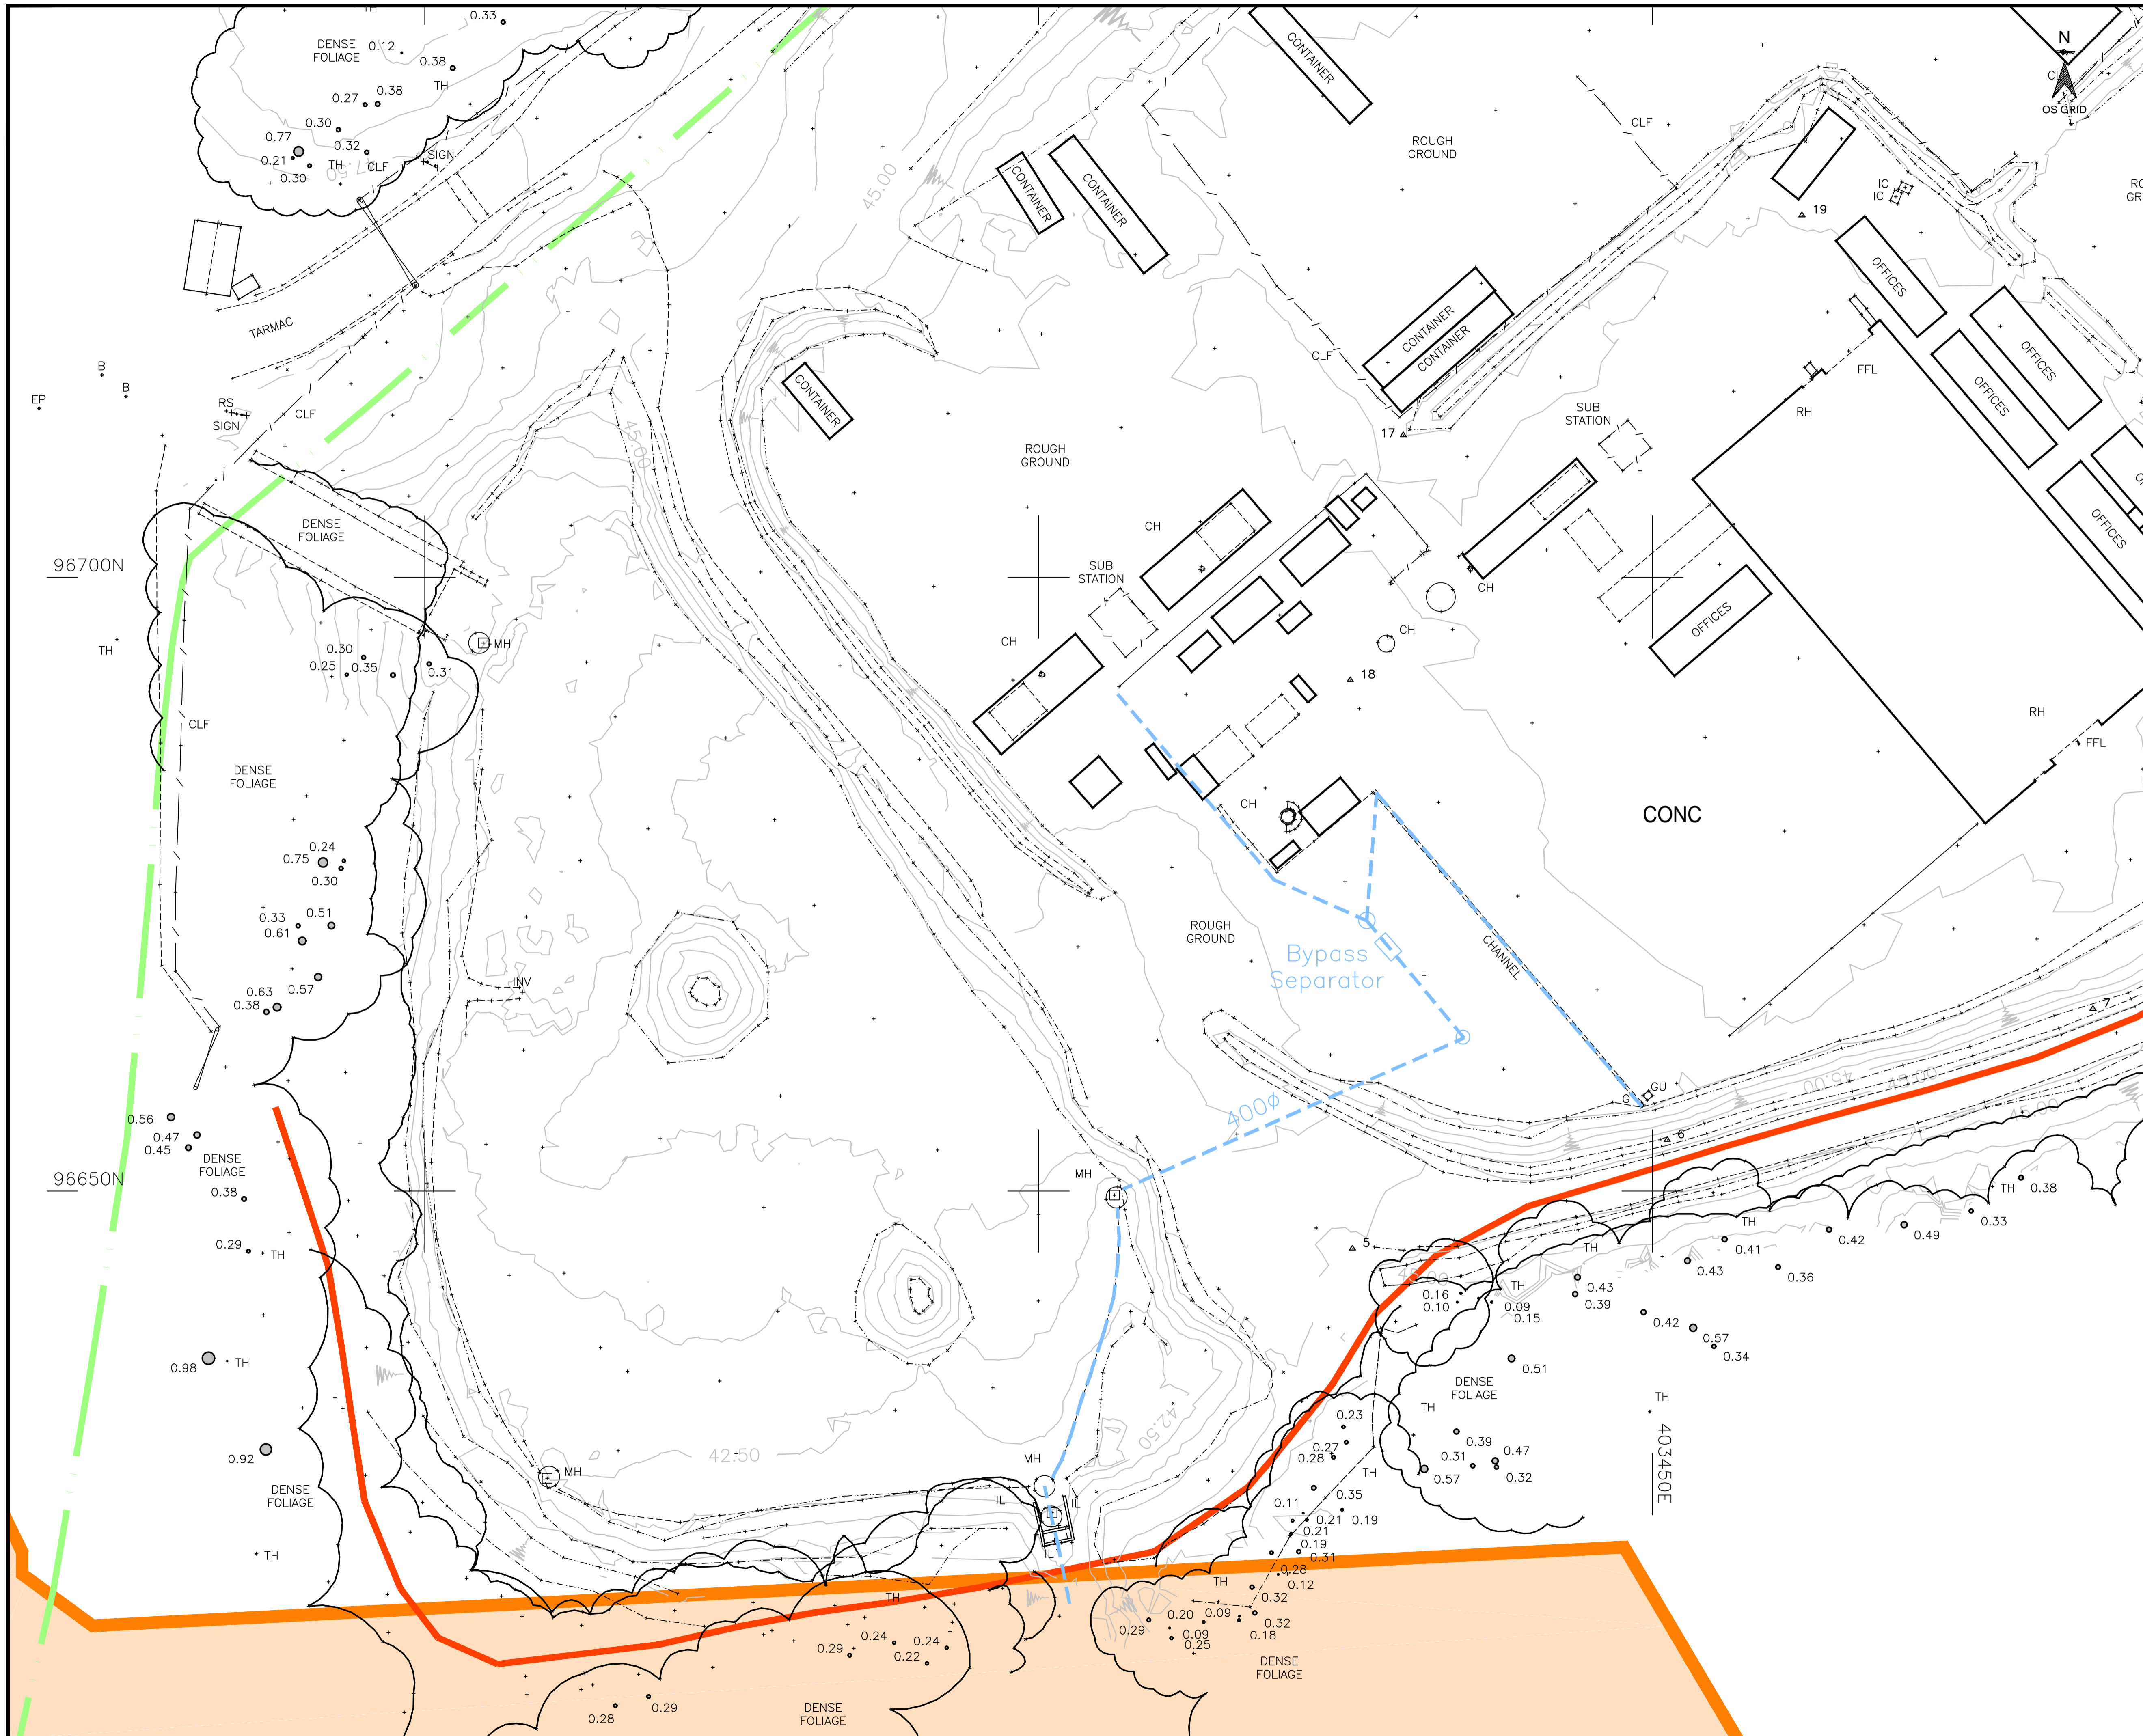 0.33
DENSE
FOLIAGE
0.12
0.38
TH
0.27
0.38
0.30
0.77
0.32
0.21
TH
CLF
0.30
SIGN
CONTAINER
ROUGH
GROUND
CLF
N
OS GRID
45.00
CONTAINER
CONTAINER
IC
IC
19
TARMAC
B
B
EP
RS
SIGN
CLF
CONTAINER
CONTAINER
CONTAINER
CLF
OFFICES
OFFICES
OFFICES
OFFICES
FFL
RH
SUB
STATION
17
45.00
ROUGH
GROUND
DENSE
FOLIAGE
96700N
CH
SUB
STATION
CH
CH
CH
OFFICES
18
TH
MH
0.30
0.25
0.35
0.31
CLF
DENSE
FOLIAGE
RH
FFL
CH
CONC
0.24
0.75
0.30
0.33
0.51
0.61
0.57
0.63
0.38
INV
ROUGH
GROUND
Bypass
Separator
CHANNEL
7
GU
G
45.00
45.00
6
400ø
0.56
0.47
0.45
DENSE
FOLIAGE
96650N
0.38
MH
0.29
TH
5
TH
0.38
0.33
0.49
0.42
TH
0.41
0.43
0.36
TH
0.43
0.39
TH
0.16
0.10
0.09
0.15
0.42
0.57
0.34
0.51
0.98
TH
DENSE
FOLIAGE
TH
TH
403450E
0.92
DENSE
FOLIAGE
42.50
42.50
MH
MH
IL
IL
IL
0.23
0.27
0.28
TH
0.39
0.31
0.47
0.32
0.57
0.35
0.11
0.21
0.19
0.21
0.19
0.31
0.28
0.12
TH
TH
0.32
TH
0.20
0.09
0.32
0.29
0.09
0.18
0.25
0.24
0.24
0.29
0.22
DENSE
FOLIAGE
0.29
0.28
DENSE
FOLIAGE